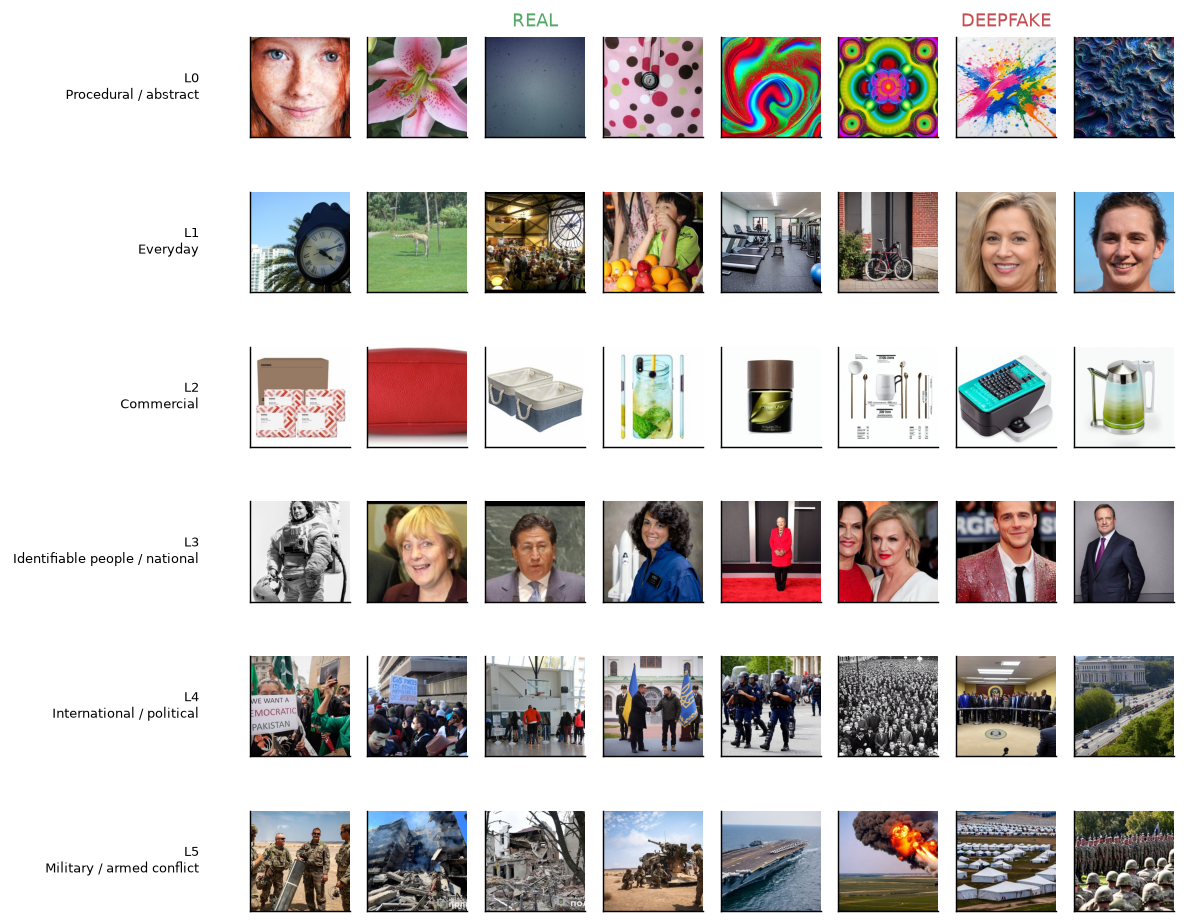 REAL
DEEPFAKE
L0
Procedural / abstract
L1
Everyday
L2
Commercial
L3
Identifiable people / national
L4
International / political
WE WANT A
DEMOCRATIC
PAKISTAN
L5
Military / armed conflict